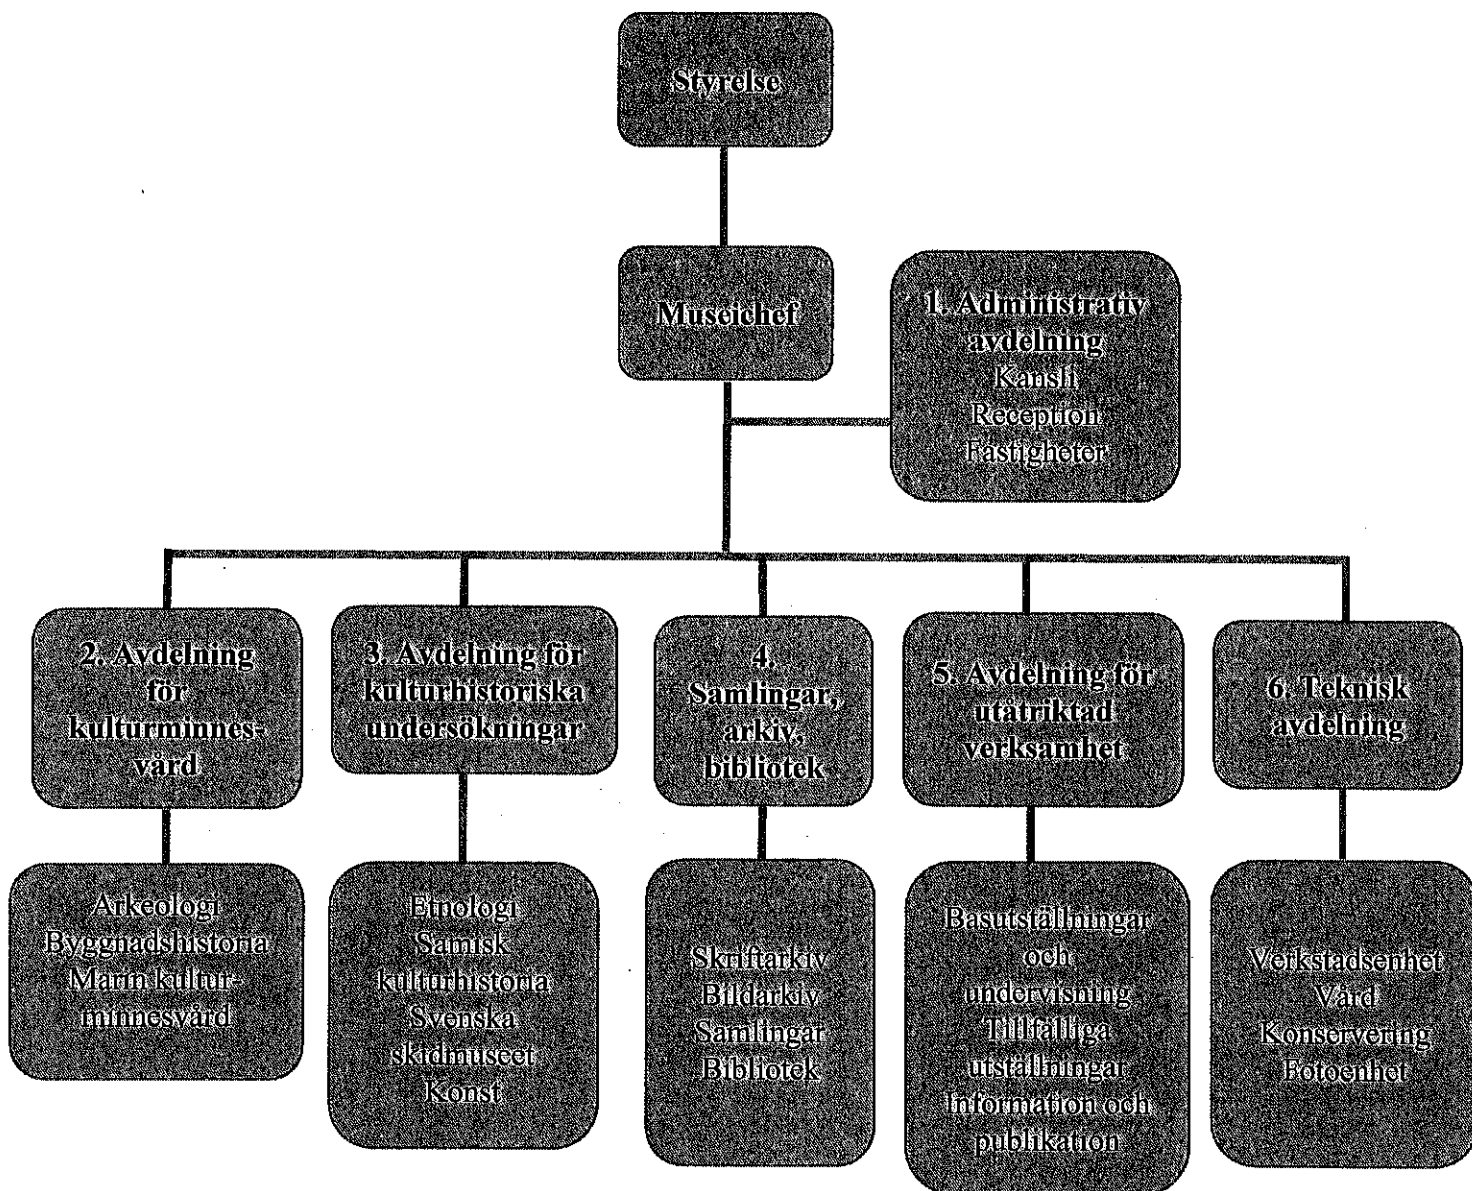 Styrelse
Museichef
1. Administrativ
avdelning
Kansli
Reception
Fastigheter
2. Avdelning
för
kulturminnes-
vård
3. Avdelning för
kulturhistoriska
undersökningar
4.
Samlingar,
arkiv,
bibliotek
5. Avdelning för
utåtriktad
verksamhet
6. Teknisk
avdelning
Arkeologi
Byggnadshistoria
Marin kultur-
minnesvård
Etnologi
Samisk
kulturhistoria
Svenska
skidmuseet
Konst
Skriftarkiv
Bildarkiv
Samlingar
Bibliotek
Basutställningar
och
undervisning
Tillfälliga
utställningar
Information och
publikation
Verkstadsenhet
Vård
Konservering
Fotoenhet